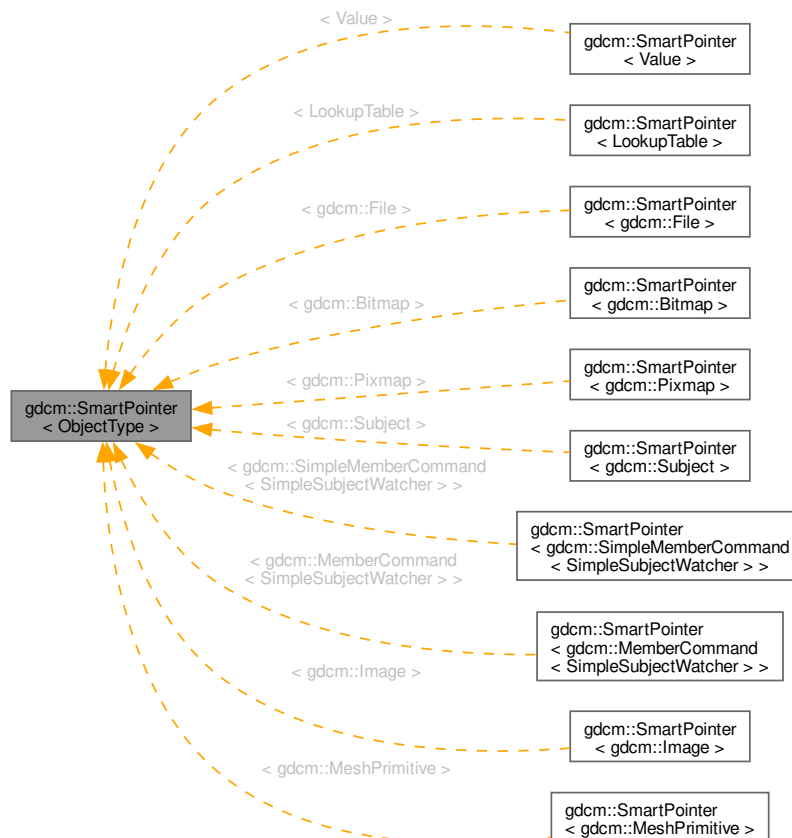 < Value >
gdcm::SmartPointer
< Value >
< LookupTable >
gdcm::SmartPointer
< LookupTable >
< gdcm::File >
gdcm::SmartPointer
< gdcm::File >
< gdcm::Bitmap >
gdcm::SmartPointer
< gdcm::Bitmap >
< gdcm::Pixmap >
gdcm::SmartPointer
< gdcm::Pixmap >
gdcm::SmartPointer
< ObjectType >
< gdcm::Subject >
gdcm::SmartPointer
< gdcm::Subject >
< gdcm::SimpleMemberCommand
< SimpleSubjectWatcher > >
gdcm::SmartPointer
< gdcm::SimpleMemberCommand
< SimpleSubjectWatcher > >
< gdcm::MemberCommand
< SimpleSubjectWatcher > >
gdcm::SmartPointer
< gdcm::MemberCommand
< SimpleSubjectWatcher > >
< gdcm::Image >
gdcm::SmartPointer
< gdcm::Image >
< gdcm::MeshPrimitive >
gdcm::SmartPointer
< gdcm::MeshPrimitive >